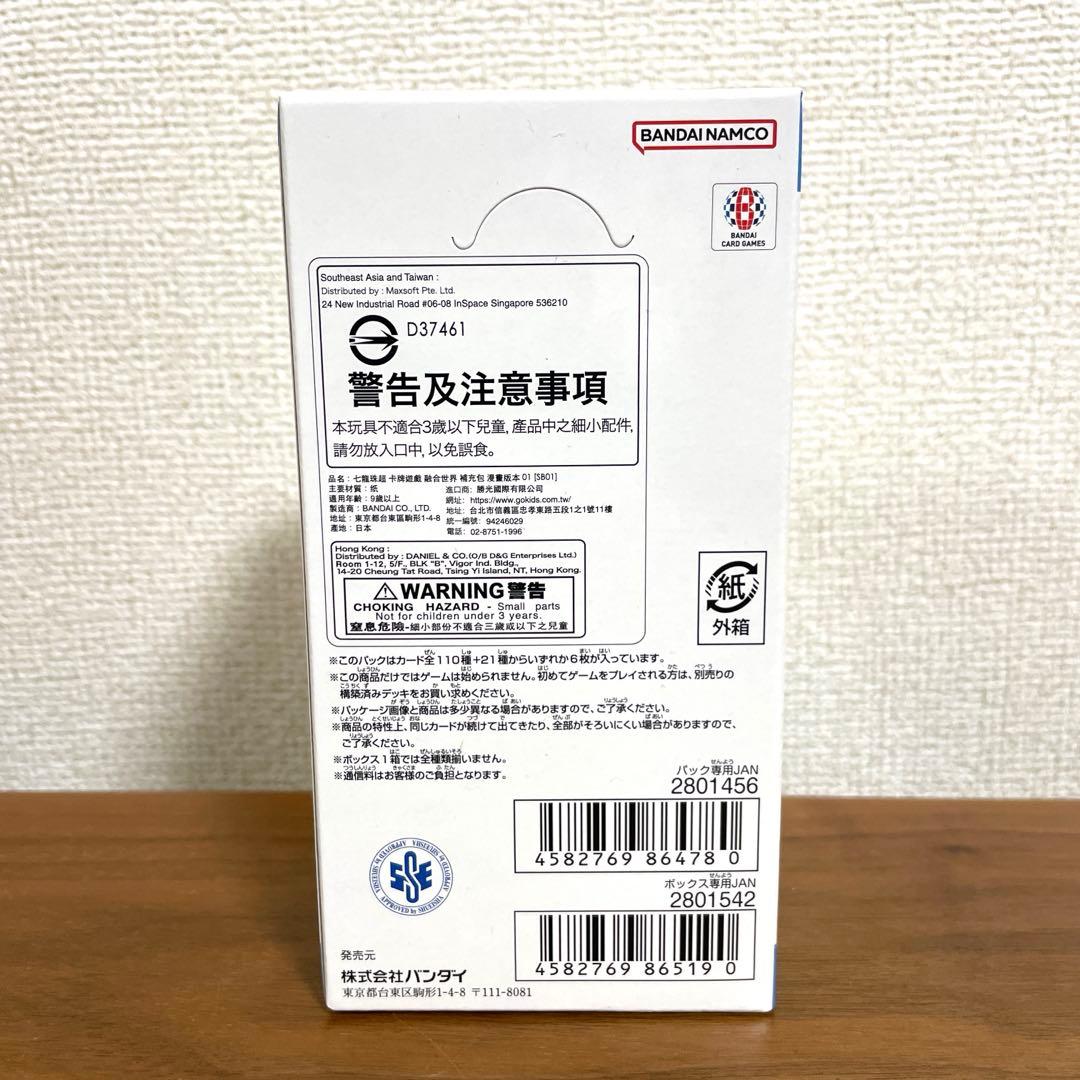 BANDAI NAMCO
BANDAI
CARD GAMES
Southeast Asia and Taiwan :
Distributed by : Maxsoft Pte. Ltd.
24 New Industrial Road #06-08 InSpace Singapore 536210
D37461
警告及注意事項
本玩具不適合3歲以下兒童, 產品中之細小配件,
請勿放入口中, 以免誤食。
品名 : 七龍珠超 卡牌遊戲 融合世界 補充包 漫畫版本 01 [SB01]
主要材質 : 紙
適用年齡 : 9歲以上
製造商 : BANDAI CO., LTD.
地址 : 東京都台東區駒形1-4-8
產地 : 日本
進口商: 勝光國際有限公司
網址: https://www.gokids.com.tw/
地址: 台北市信義區忠孝東路五段1之1號11樓
統一編號: 94246029
電話: 02-8751-1996
Hong Kong :
Distributed by : DANIEL & CO.(O/B D&G Enterprises Ltd.)
Room 1-12, 5/F., BLK "B", Vigor Ind. Bldg.,
14-20 Cheung Tat Road, Tsing Yi Island, NT, Hong Kong.
WARNING 警告
CHOKING HAZARD - Small parts
Not for children under 3 years.
窒息危險-細小部份不適合三歲或以下之兒童
紙
外箱
※このパックはカード全110種+21種からいずれか6枚が入っています。
※この商品だけではゲームは始められません。初めてゲームをプレイされる方は、別売りの
構築済みデッキをお買い求めください。
※パッケージ画像と商品は多少異なる場合がありますので、ご了承ください。
※商品の特性上、同じカードが続けて出てきたり、全部がそろいにくい場合がありますので、
ご了承ください。
※ボックス1箱では全種類揃いません。
※通信料はお客様のご負担となります。
パック専用JAN
2801456
4582769 864780
ボックス専用JAN
2801542
4582769 865190
APPROVED by SHUEISHA
SSE
発売元
株式会社バンダイ
東京都台東区駒形1-4-8 〒111-8081